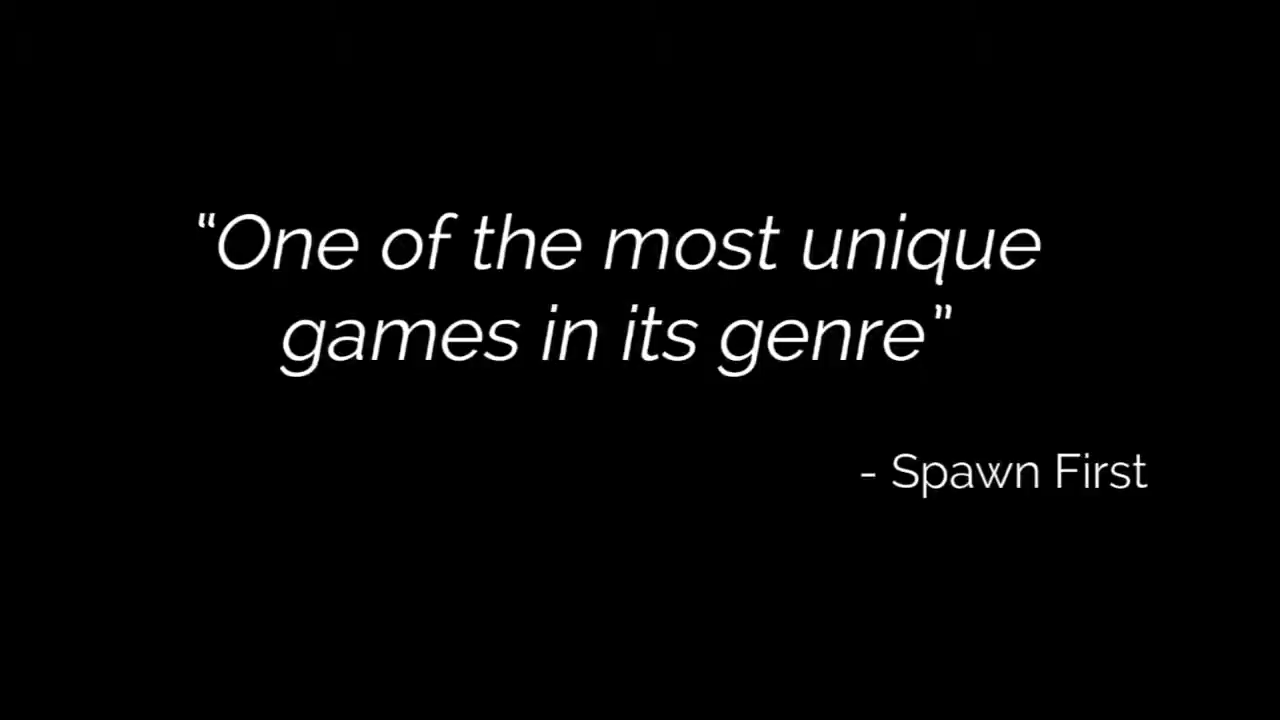 “One of the most unique
games in its genre”
- Spawn First